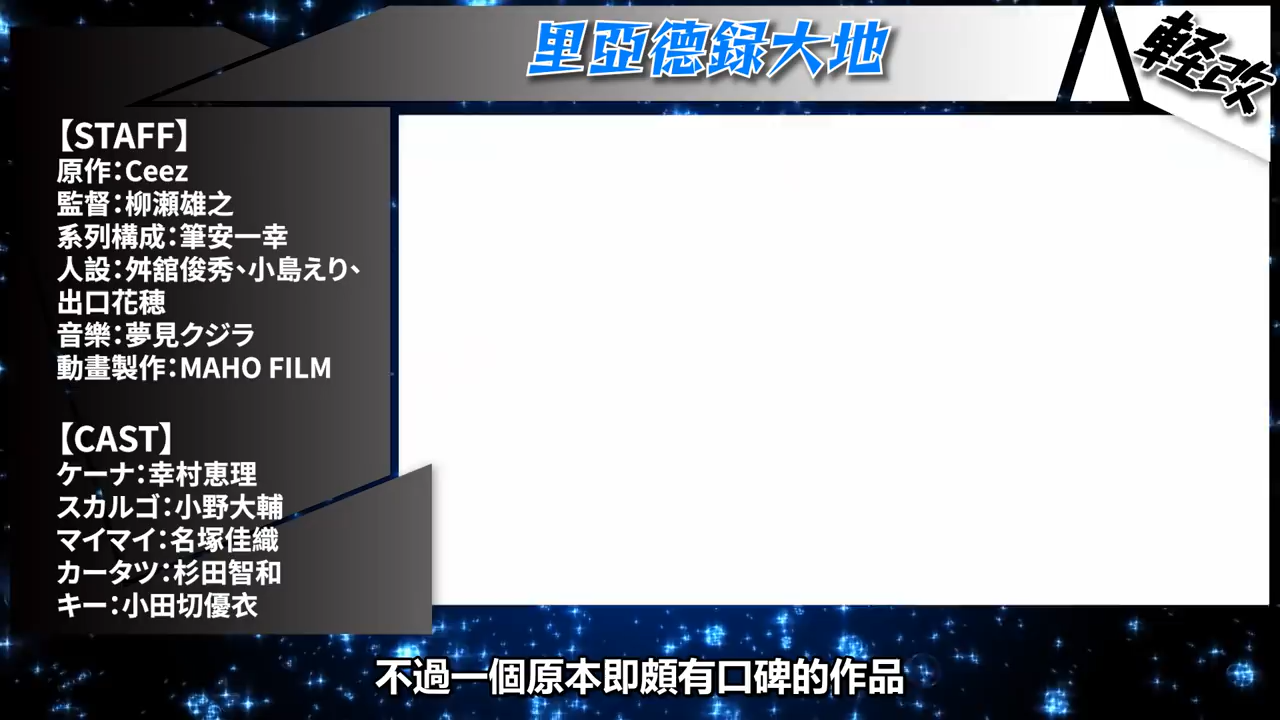 里亞德録大地
軽改
【STAFF】
原作：Ceez
監督：柳瀬雄之
系列構成：筆安一幸
人設：舛舘俊秀、小島えり、
出口花穂
音樂：夢見クジラ
動畫製作：MAHO FILM
【CAST】
ケーナ：幸村恵理
スカルゴ：小野大輔
マイマイ：名塚佳織
カータツ：杉田智和
キー：小田切優衣
不過一個原本即頗有口碑的作品